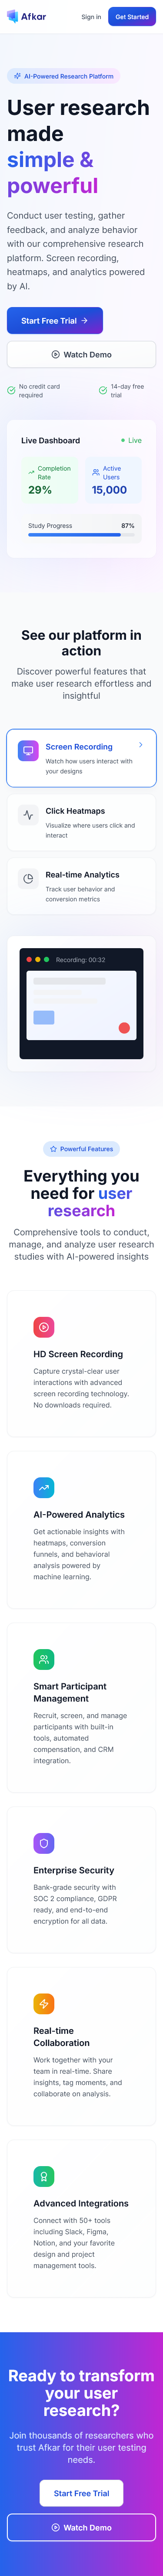 Afkar
Sign in
Get Started
AI-Powered Research Platform
User research
made
simple &
powerful
Conduct user testing, gather
feedback, and analyze behavior
with our comprehensive research
platform. Screen recording,
heatmaps, and analytics powered
by AI.
Start Free Trial
Watch Demo
No credit card
required
14-day free
trial
Live Dashboard
Live
Completion
Rate
29%
Active
Users
15,000
Study Progress
87%
See our platform in
action
Discover powerful features that
make user research effortless and
insightful
Screen Recording
Watch how users interact with
your designs
Click Heatmaps
Visualize where users click and
interact
Real-time Analytics
Track user behavior and
conversion metrics
Recording: 00:32
Powerful Features
Everything you
need for user
research
Comprehensive tools to conduct,
manage, and analyze user research
studies with AI-powered insights
HD Screen Recording
Capture crystal-clear user
interactions with advanced
screen recording technology.
No downloads required.
AI-Powered Analytics
Get actionable insights with
heatmaps, conversion
funnels, and behavioral
analysis powered by
machine learning.
Smart Participant
Management
Recruit, screen, and manage
participants with built-in
tools, automated
compensation, and CRM
integration.
Enterprise Security
Bank-grade security with
SOC 2 compliance, GDPR
ready, and end-to-end
encryption for all data.
Real-time
Collaboration
Work together with your
team in real-time. Share
insights, tag moments, and
collaborate on analysis.
Advanced Integrations
Connect with 50+ tools
including Slack, Figma,
Notion, and your favorite
design and project
management tools.
Ready to transform
your user
research?
Join thousands of researchers who
trust Afkar for their user testing
needs.
Start Free Trial
Watch Demo